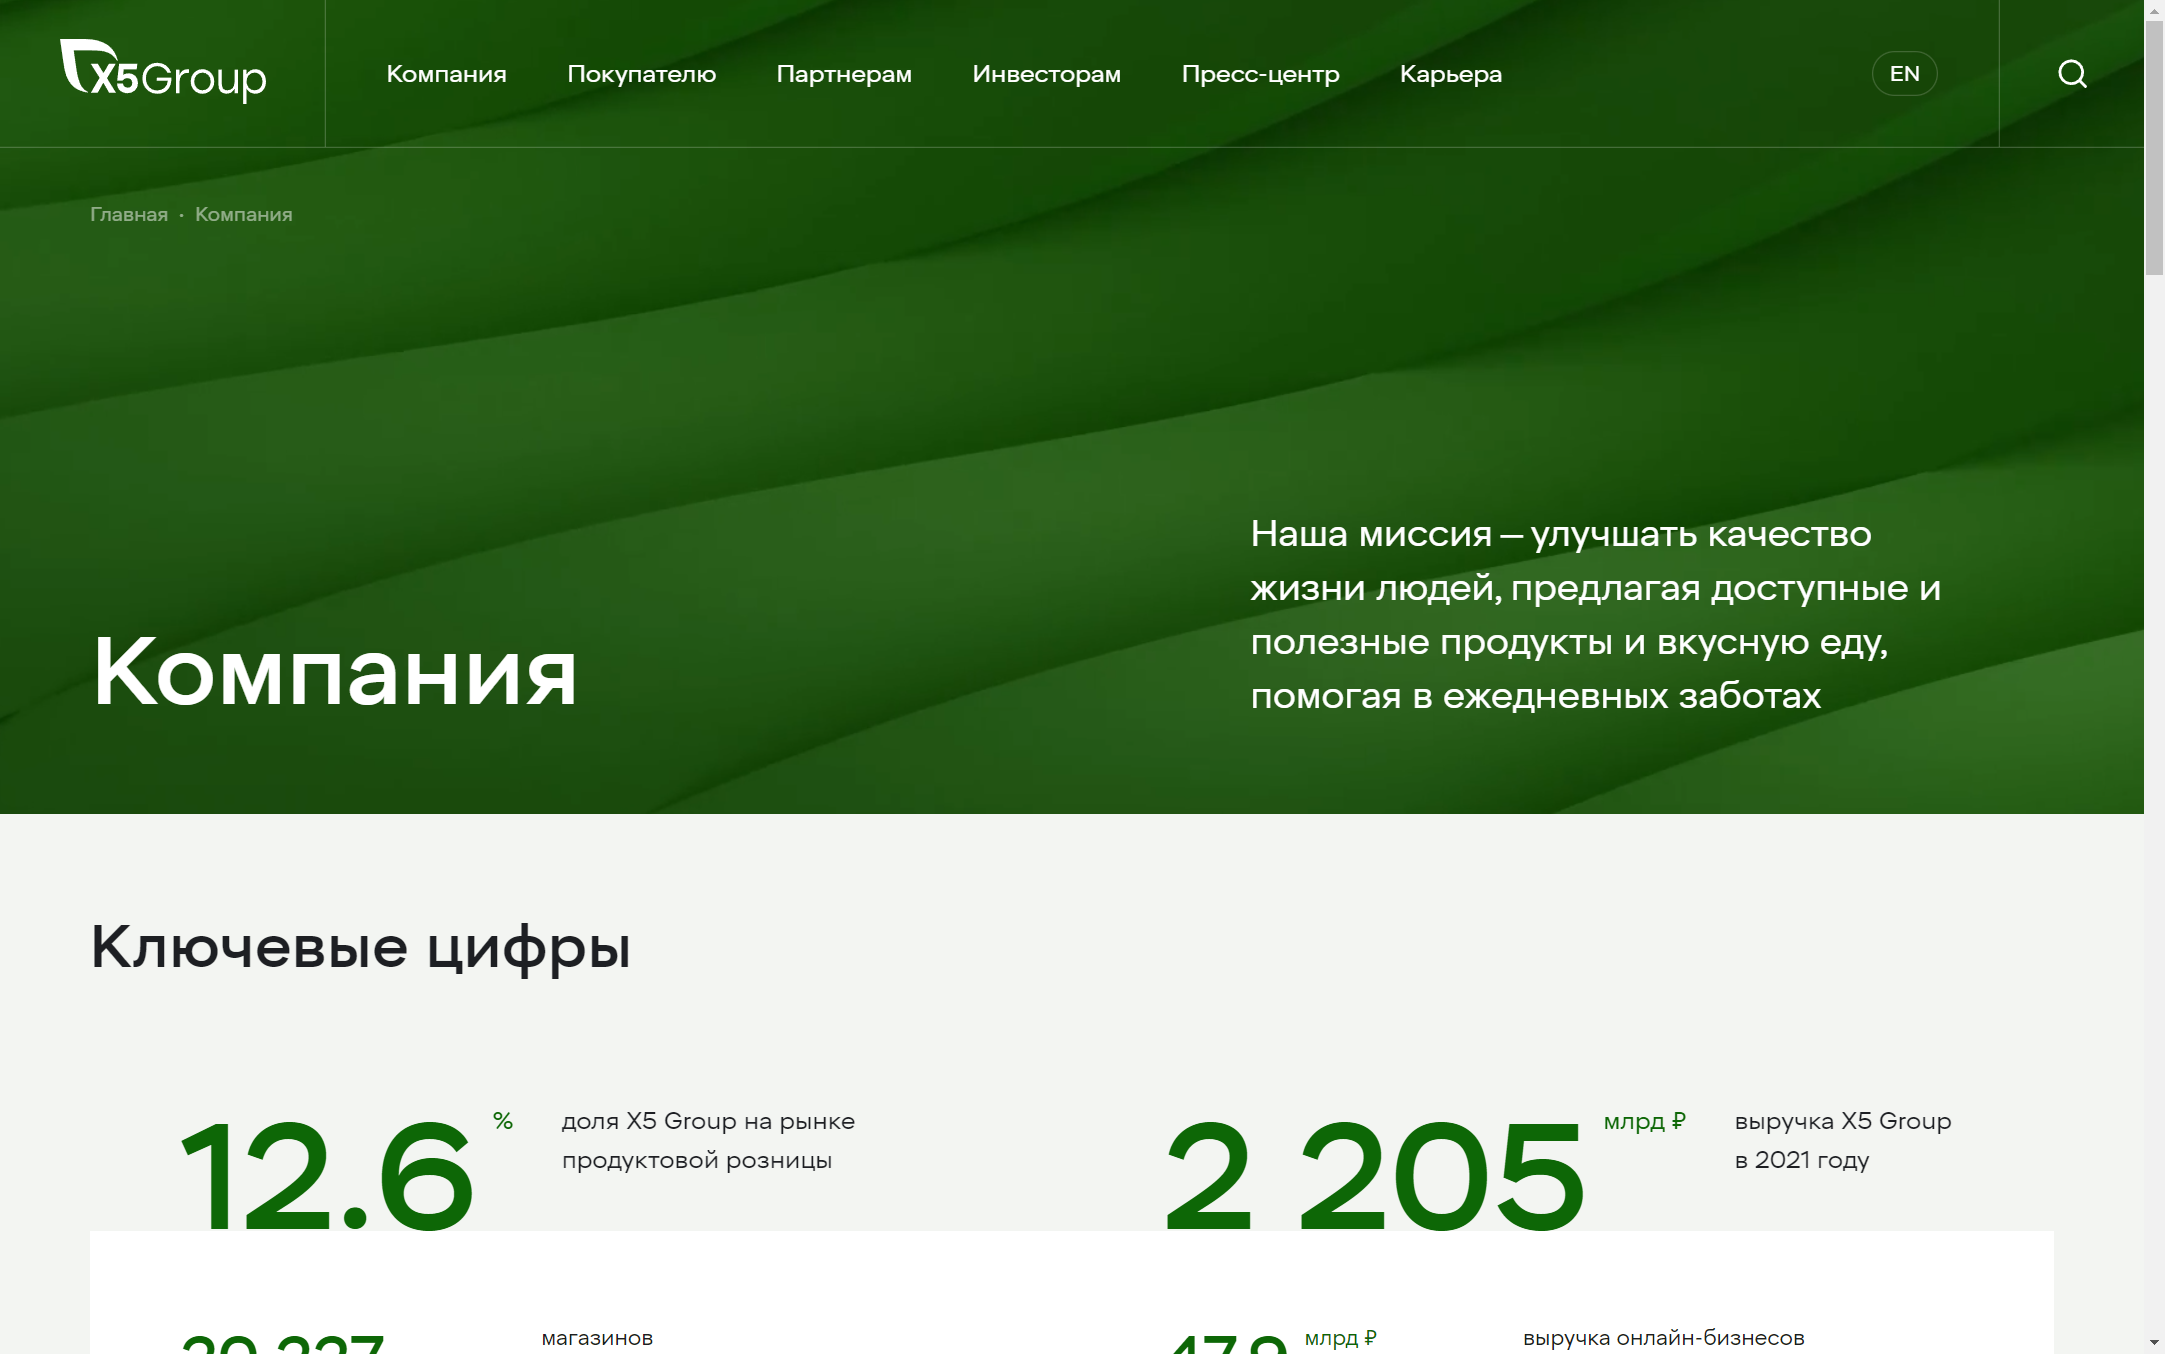 X5Group
Компания
Покупателю
Партнерам
Инвесторам
Пресс-центр
Карьера
EN
Главная · Компания
Наша миссия – улучшать качество
жизни людей, предлагая доступные и
полезные продукты и вкусную еду,
помогая в ежедневных заботах
Компания
Ключевые цифры
12.6 %
доля X5 Group на рынке
продуктовой розницы
2 205 млрд ₽
выручка X5 Group
в 2021 году
магазинов
млрд ₽
выручка онлайн-бизнесов